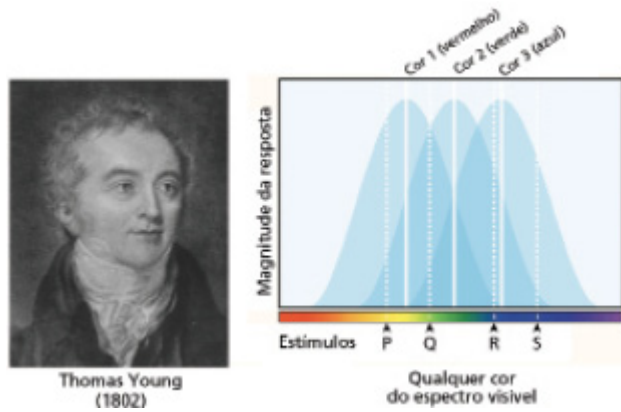 Cor 1 (vermelho)
Cor 2 (verde)
Cor 3 (azul)
Magnitude da resposta
Estímulos
P
Q
R
S
Thomas Young
(1802)
Qualquer cor
do espectro visivel